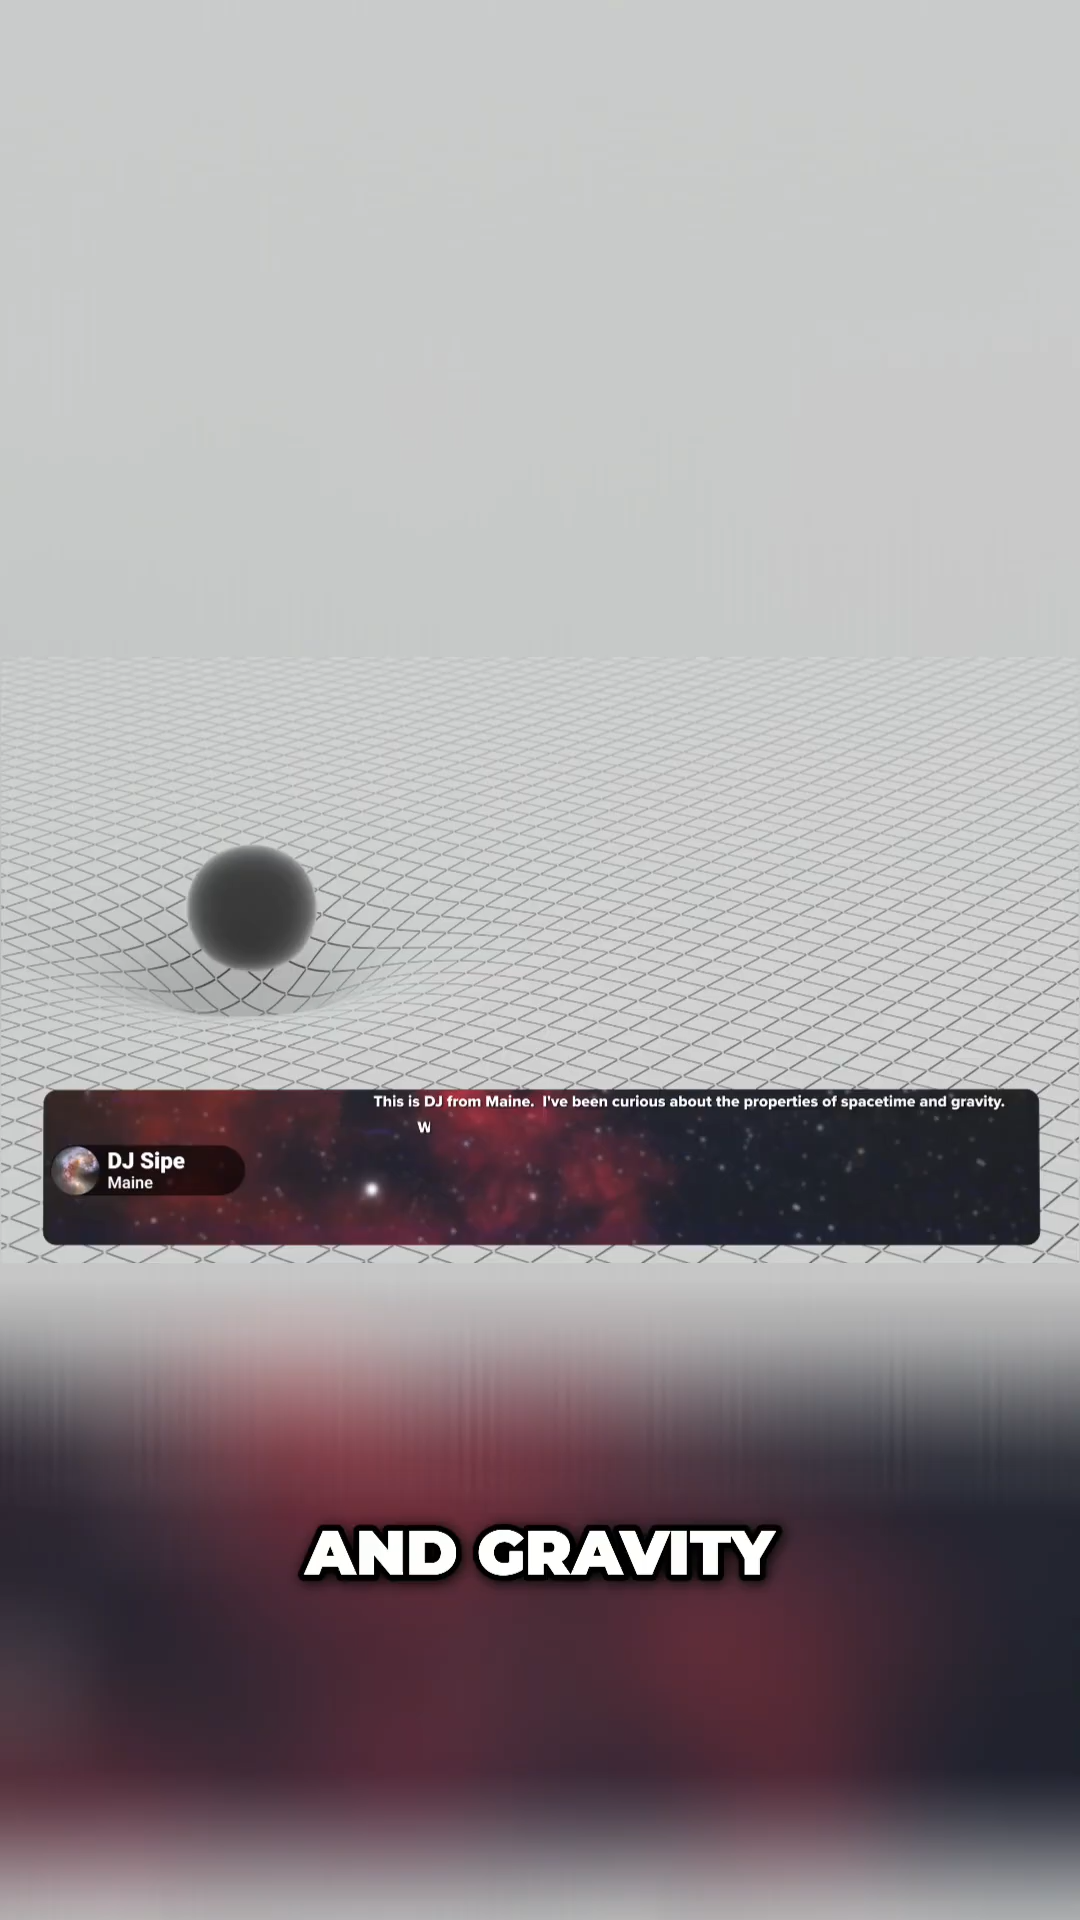 This is DJ from Maine. I've been curious about the properties of spacetime and gravity.
W
DJ Sipe
Maine
AND GRAVITY